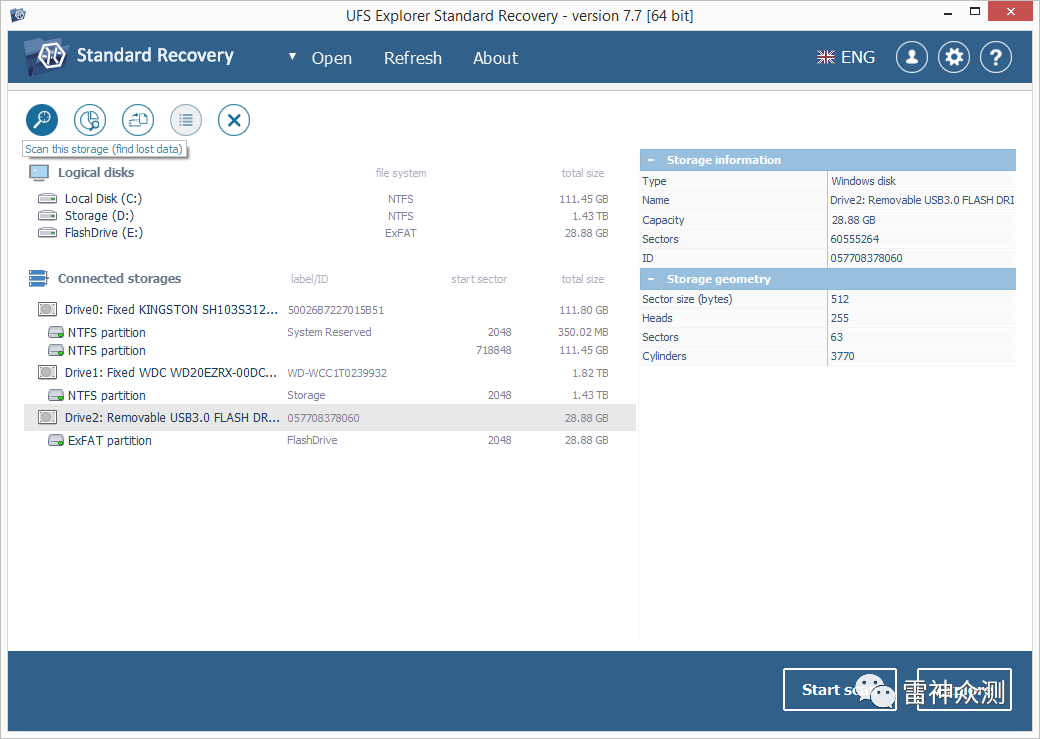 UFS Explorer Standard Recovery - version 7.7 [64 bit]
Standard Recovery
Open
Refresh
About
ENG
Scan this storage (find lost data)
Logical disks file system total size
Local Disk (C:) NTFS 111.45 GB
Storage (D:) NTFS 1.43 TB
FlashDrive (E:) ExFAT 28.88 GB
Connected storages label/ID start sector total size
Drive0: Fixed KINGSTON SH103S312... 50026B7227015B51 111.80 GB
NTFS partition System Reserved 2048 350.02 MB
NTFS partition 718848 111.45 GB
Drive1: Fixed WDC WD20EZRX-00DC... WD-WCC1T0239932 1.82 TB
NTFS partition Storage 2048 1.43 TB
Drive2: Removable USB3.0 FLASH DR... 057708378060 28.88 GB
ExFAT partition FlashDrive 2048 28.88 GB
Storage information
Type Windows disk
Name Drive2: Removable USB3.0 FLASH DRI
Capacity 28.88 GB
Sectors 60555264
ID 057708378060
Storage geometry
Sector size (bytes) 512
Heads 255
Sectors 63
Cylinders 3770
Start
雷神众测